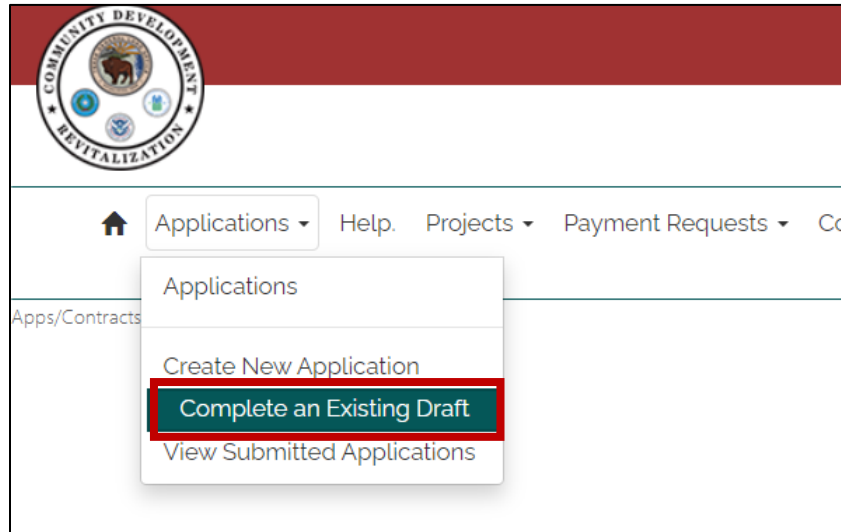 COMMUNITY DEVELOPMENT
REVITALIZATION
Applications Help. Projects Payment Requests Co
Applications
Apps/Contracts
Create New Application
Complete an Existing Draft
View Submitted Applications